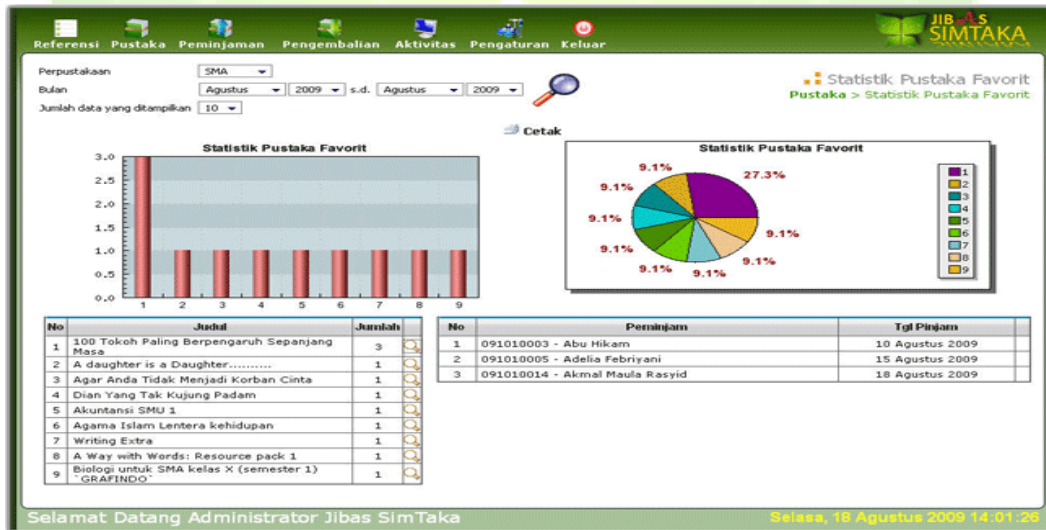 Referensi Pustaka Peminjaman Pengembalian Aktivitas Pengaturan Keluar
JIBAS
SIMTAKA
Perpustakaan SMA
Bulan Agustus 2009 s.d. Agustus 2009
Jumlah data yang ditampilkan 10
Statistik Pustaka Favorit
Pustaka > Statistik Pustaka Favorit
Cetak
Statistik Pustaka Favorit
3.0
2.5
2.0
1.5
1.0
0.5
0.0
1 2 3 4 5 6 7 8 9
Statistik Pustaka Favorit
27.3%
9.1%
9.1%
9.1%
9.1%
9.1%
9.1%
9.1%
9.1%
1
2
3
4
5
6
7
8
9
No Judul Jumlah
1 100 Tokoh Paling Berpengaruh Sepanjang
Masa 3
2 A daughter is a Daughter.......... 1
3 Agar Anda Tidak Menjadi Korban Cinta 1
4 Dian Yang Tak Kujung Padam 1
5 Akuntansi SMU 1 1
6 Agama Islam Lentera kehidupan 1
7 Writing Extra 1
8 A Way with Words: Resource pack 1 1
9 Biologi untuk SMA kelas X (semester 1)
`GRAFINDO` 1
No Peminjam Tgl Pinjam
1 091010003 - Abu Hikam 10 Agustus 2009
2 091010005 - Adelia Febriyani 15 Agustus 2009
3 091010014 - Akmal Maula Rasyid 18 Agustus 2009
Selamat Datang Administrator Jibas SimTaka
Selasa, 18 Agustus 2009 14:01:26